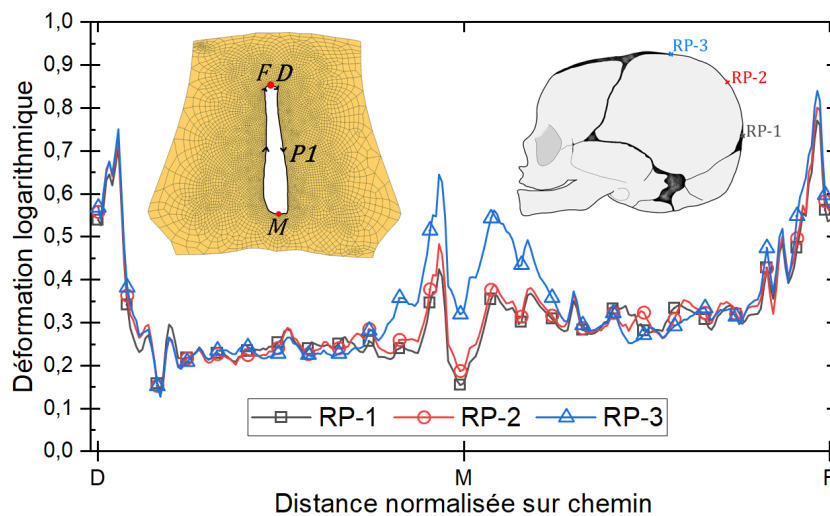 1,0
0,9
0,8
0,7
0,6
0,5
0,4
0,3
0,2
0,1
0,0
Déformation logarithmique
F D
P1
M
RP-3
RP-2
RP-1
RP-1 RP-2 RP-3
D M F
Distance normalisée sur chemin